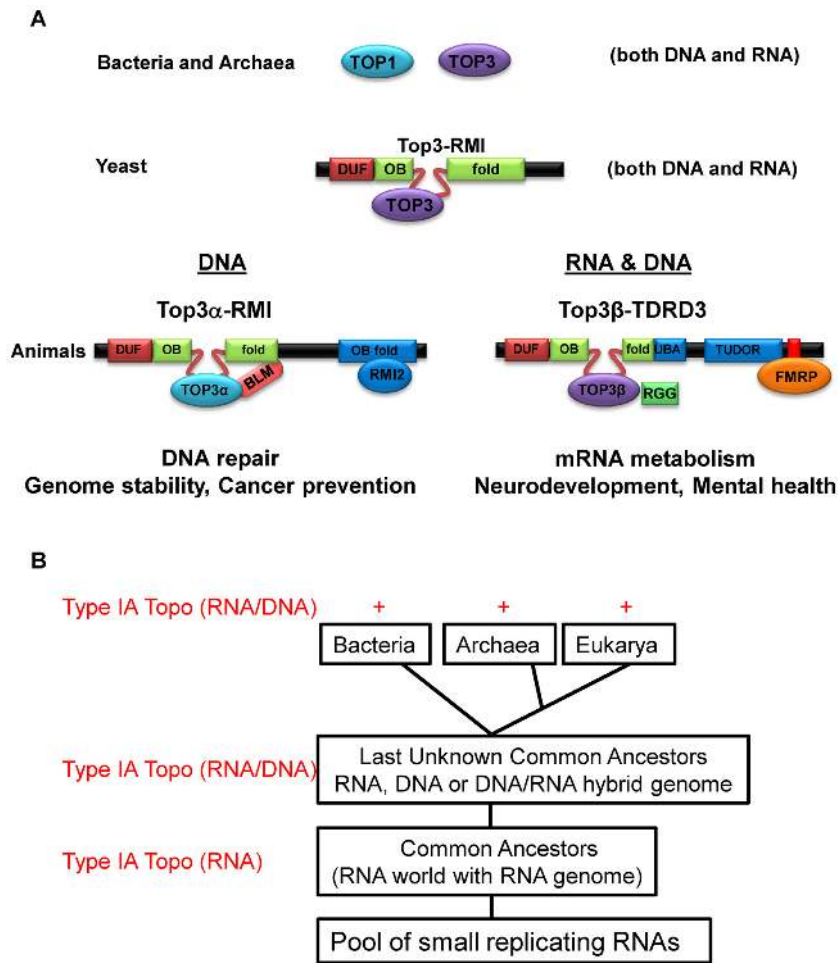 A
Bacteria and Archaea TOP1 TOP3 (both DNA and RNA)
Top3-RMI
Yeast DUF OB fold (both DNA and RNA)
TOP3
DNA RNA & DNA
Top3α-RMI Top3β-TDRD3
Animals DUF OB fold OB fold DUF OB fold UBA TUDOR
TOP3α BLM RMI2 TOP3β RGG FMRP
DNA repair mRNA metabolism
Genome stability, Cancer prevention Neurodevelopment, Mental health
B
Type IA Topo (RNA/DNA) + + +
Bacteria Archaea Eukarya
Last Unknown Common Ancestors
Type IA Topo (RNA/DNA) RNA, DNA or DNA/RNA hybrid genome
Common Ancestors
Type IA Topo (RNA) (RNA world with RNA genome)
Pool of small replicating RNAs